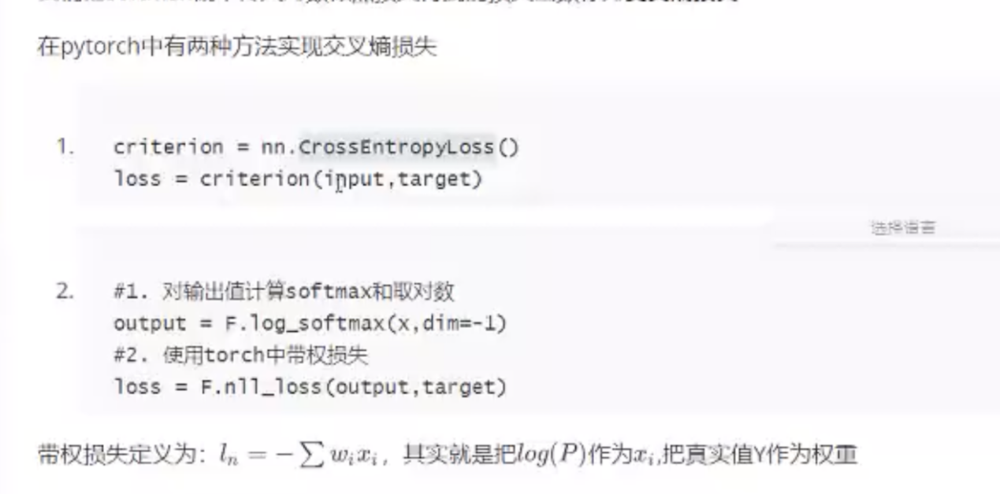 在pytorch中有两种方法实现交叉熵损失
1. criterion = nn.CrossEntropyLoss()
loss = criterion(input,target)
选择语言
2. #1. 对输出值计算softmax和取对数
output = F.log_softmax(x,dim=-1)
#2. 使用torch中带权损失
loss = F.nll_loss(output,target)
带权损失定义为: $l_n = -\sum w_i x_i$, 其实就是把$log(P)$作为$x_i$,把真实值Y作为权重